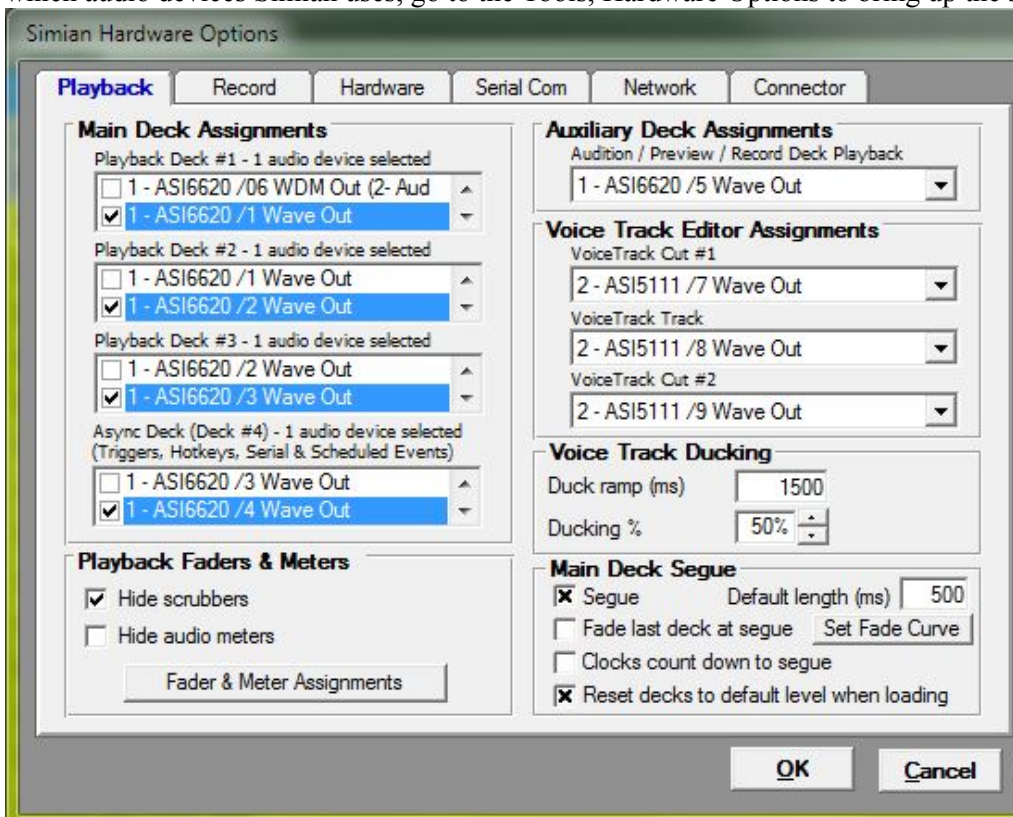 which audio devices Simian uses, go to the Tools, Hardware Options to bring up the
Simian Hardware Options
Playback Record Hardware Serial Com Network Connector
Main Deck Assignments
Playback Deck #1 - 1 audio device selected
1 - ASI6620 /06 WDM Out (2- Aud
1 - ASI6620 /1 Wave Out
Playback Deck #2 - 1 audio device selected
1 - ASI6620 /1 Wave Out
1 - ASI6620 /2 Wave Out
Playback Deck #3 - 1 audio device selected
1 - ASI6620 /2 Wave Out
1 - ASI6620 /3 Wave Out
Async Deck (Deck #4) - 1 audio device selected
(Triggers, Hotkeys, Serial & Scheduled Events)
1 - ASI6620 /3 Wave Out
1 - ASI6620 /4 Wave Out
Playback Faders & Meters
Hide scrubbers
Hide audio meters
Fader & Meter Assignments
Auxiliary Deck Assignments
Audition / Preview / Record Deck Playback
1 - ASI6620 /5 Wave Out
Voice Track Editor Assignments
VoiceTrack Cut #1
2 - ASI5111 /7 Wave Out
VoiceTrack Track
2 - ASI5111 /8 Wave Out
VoiceTrack Cut #2
2 - ASI5111 /9 Wave Out
Voice Track Ducking
Duck ramp (ms) 1500
Ducking % 50%
Main Deck Segue
Segue Default length (ms) 500
Fade last deck at segue Set Fade Curve
Clocks count down to segue
Reset decks to default level when loading
OK Cancel